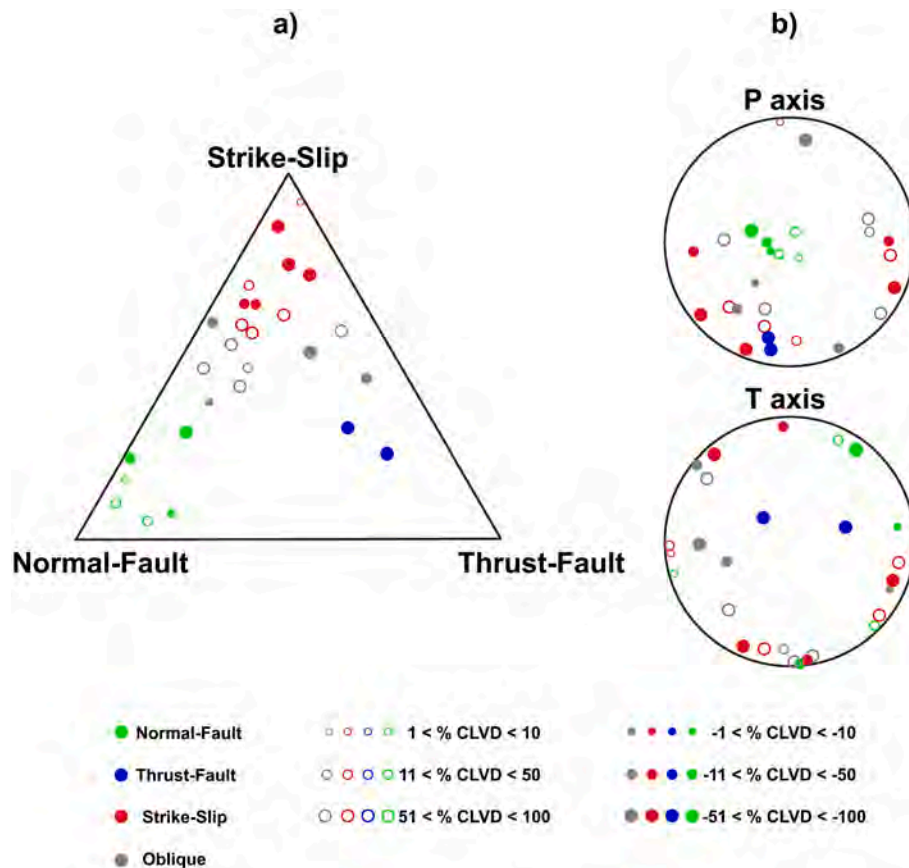 a)
b)
P axis
Strike-Slip
T axis
Normal-Fault
Thrust-Fault
Normal-Fault
1 < % CLVD < 10
-1 < % CLVD < -10
Thrust-Fault
11 < % CLVD < 50
-11 < % CLVD < -50
Strike-Slip
51 < % CLVD < 100
-51 < % CLVD < -100
Oblique